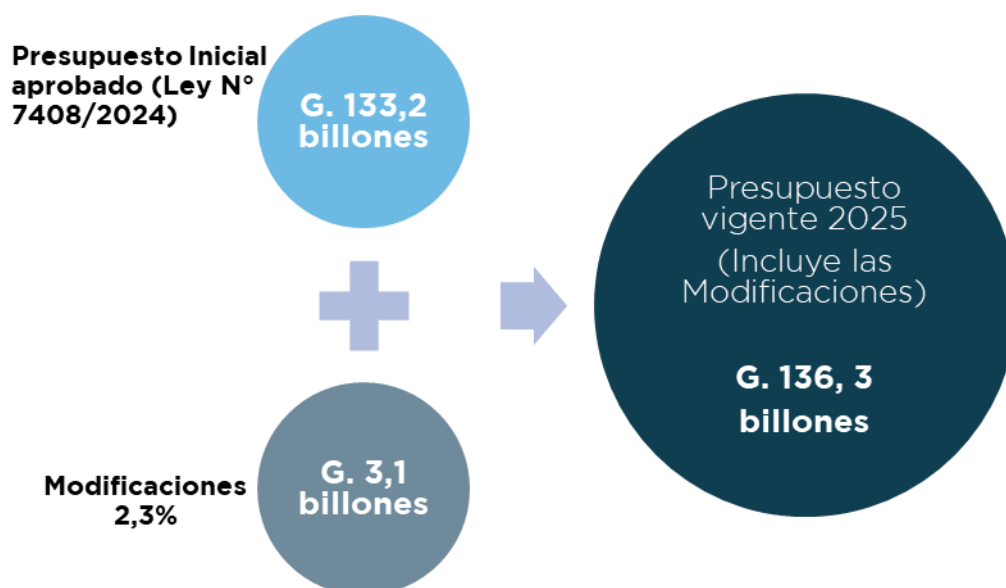 Presupuesto Inicial
aprobado (Ley N°
7408/2024)
G. 133,2
billones
Modificaciones
2,3%
G. 3,1
billones
Presupuesto
vigente 2025
(Incluye las
Modificaciones)
G. 136, 3
billones